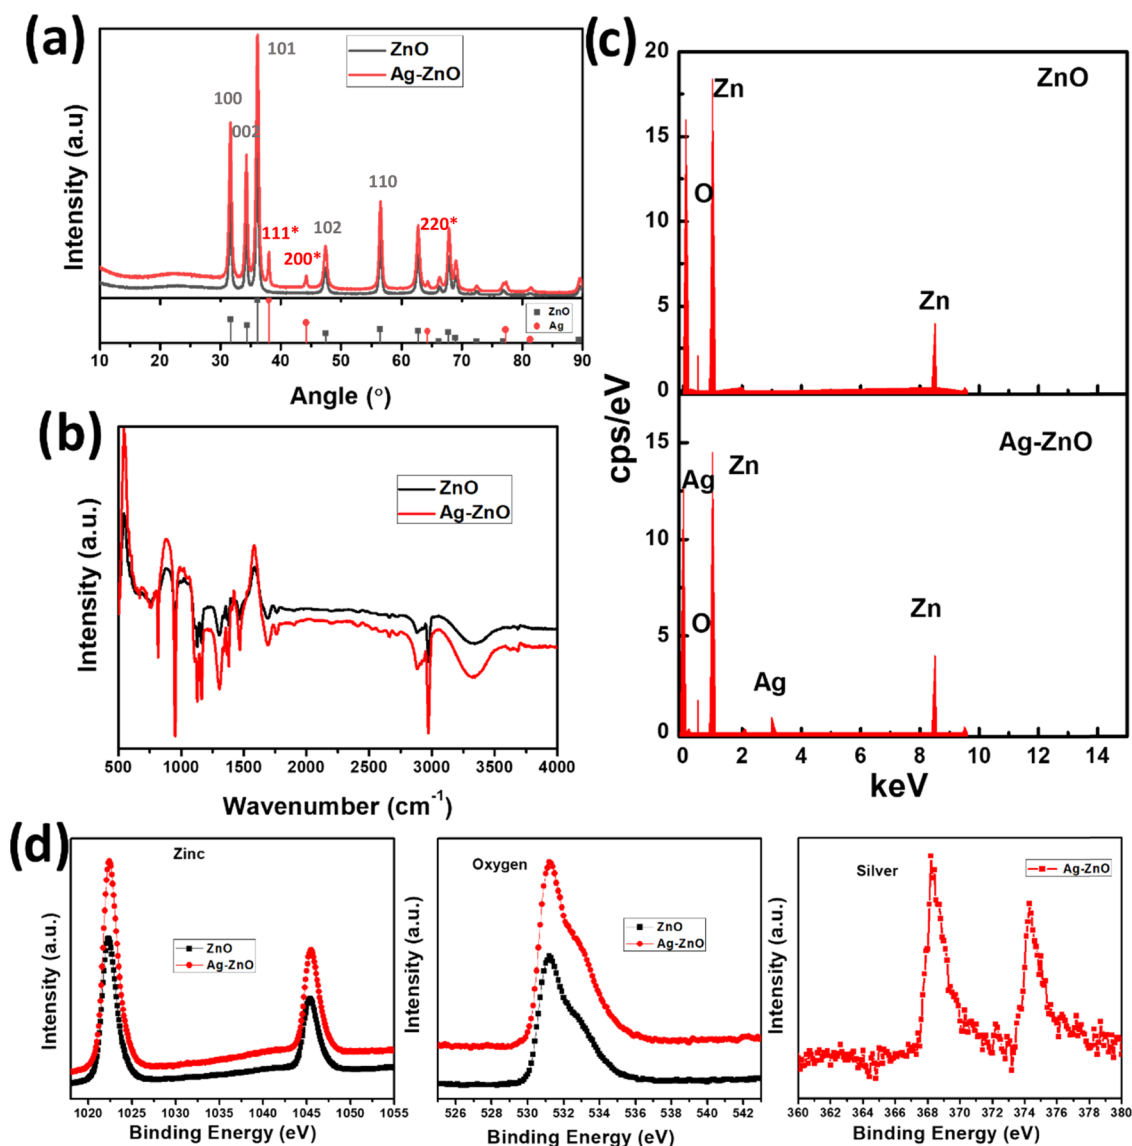 (a)
Intensity (a.u)
ZnO
Ag-ZnO
100
002
101
111*
200*
102
110
220*
ZnO
Ag
10 20 30 40 50 60 70 80 90
Angle (°)
(b)
Intensity (a.u.)
ZnO
Ag-ZnO
500 1000 1500 2000 2500 3000 3500 4000
Wavenumber (cm⁻¹)
(c)
cps/eV
20
15
10
5
0
Zn
O
Zn
ZnO
15
10
5
0
Ag
Zn
O
Ag
Zn
Ag-ZnO
0 2 4 6 8 10 12 14
keV
(d)
Intensity (a.u.)
Zinc
ZnO
Ag-ZnO
1020 1025 1030 1035 1040 1045 1050 1055
Binding Energy (eV)
Intensity (a.u.)
Oxygen
ZnO
Ag-ZnO
526 528 530 532 534 536 538 540 542
Binding Energy (eV)
Intensity (a.u.)
Silver
Ag-ZnO
360 362 364 366 368 370 372 374 376 378 380
Binding Energy (eV)